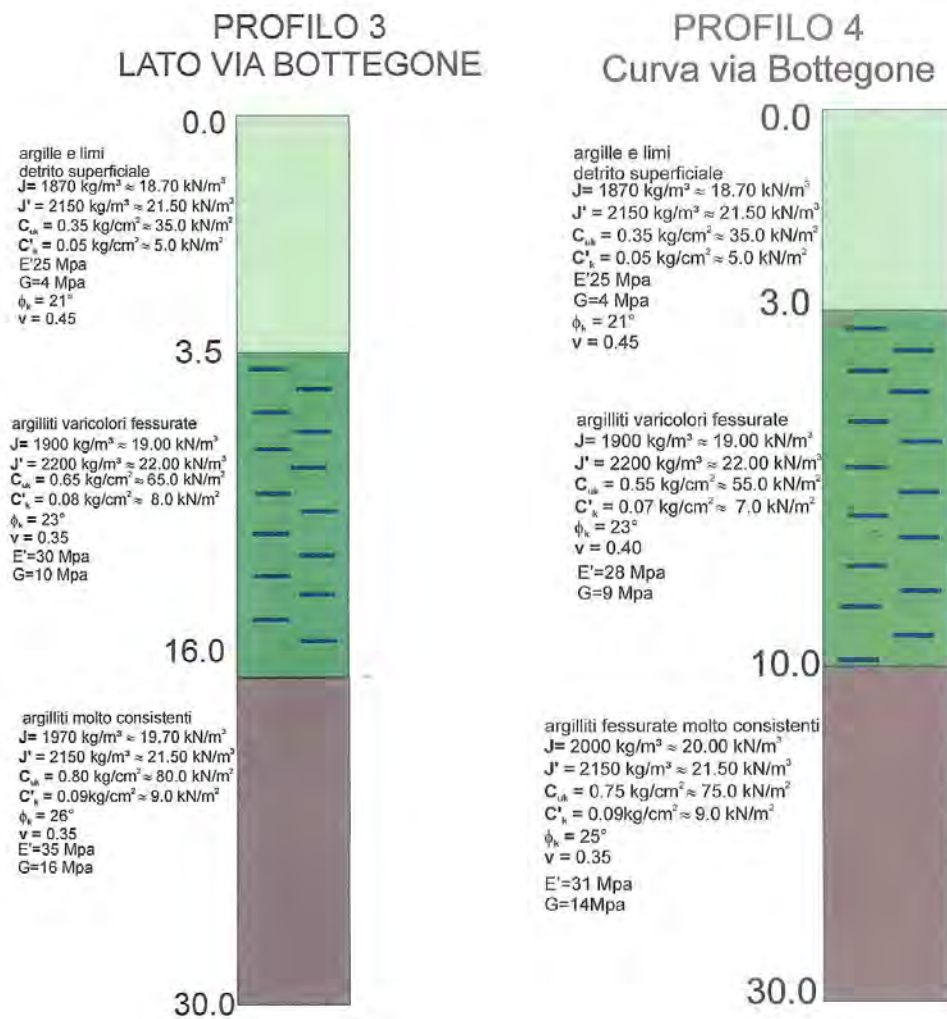 PROFILO 3
LATO VIA BOTTEGONE
0.0
argille e limi
detrito superficiale
J= 1870 kg/m³ ≈ 18.70 kN/m³
J' = 2150 kg/m³ ≈ 21.50 kN/m³
Cuk = 0.35 kg/cm² ≈ 35.0 kN/m²
C'k = 0.05 kg/cm² ≈ 5.0 kN/m²
E'25 Mpa
G=4 Mpa
ϕk = 21°
v = 0.45
3.5
argilliti varicolori fessurate
J= 1900 kg/m³ ≈ 19.00 kN/m³
J' = 2200 kg/m³ ≈ 22.00 kN/m³
Cuk = 0.65 kg/cm² ≈ 65.0 kN/m²
C'k = 0.08 kg/cm² ≈ 8.0 kN/m²
ϕk = 23°
v = 0.35
E'=30 Mpa
G=10 Mpa
16.0
argilliti molto consistenti
J= 1970 kg/m³ ≈ 19.70 kN/m³
J' = 2150 kg/m³ ≈ 21.50 kN/m³
Cuk = 0.80 kg/cm² ≈ 80.0 kN/m²
C'k = 0.09kg/cm² ≈ 9.0 kN/m²
ϕk = 26°
v = 0.35
E'=35 Mpa
G=16 Mpa
30.0
PROFILO 4
Curva via Bottegone
0.0
argille e limi
detrito superficiale
J= 1870 kg/m³ ≈ 18.70 kN/m³
J' = 2150 kg/m³ ≈ 21.50 kN/m³
Cuk = 0.35 kg/cm² ≈ 35.0 kN/m²
C'k = 0.05 kg/cm² ≈ 5.0 kN/m²
E'25 Mpa
G=4 Mpa
ϕk = 21°
v = 0.45
3.0
argilliti varicolori fessurate
J= 1900 kg/m³ ≈ 19.00 kN/m³
J' = 2200 kg/m³ ≈ 22.00 kN/m³
Cuk = 0.55 kg/cm² ≈ 55.0 kN/m²
C'k = 0.07 kg/cm² ≈ 7.0 kN/m²
ϕk = 23°
v = 0.40
E'=28 Mpa
G=9 Mpa
10.0
argilliti fessurate molto consistenti
J= 2000 kg/m³ ≈ 20.00 kN/m³
J' = 2150 kg/m³ ≈ 21.50 kN/m³
Cuk = 0.75 kg/cm² ≈ 75.0 kN/m²
C'k = 0.09kg/cm² ≈ 9.0 kN/m²
ϕk = 25°
v = 0.35
E'=31 Mpa
G=14Mpa
30.0